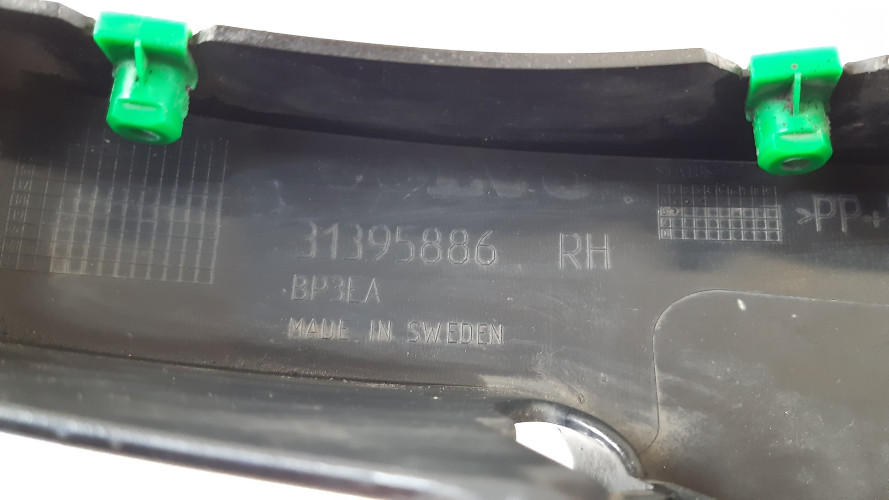 31395886 RH
BP3EA
MADE IN SWEDEN
>PP+